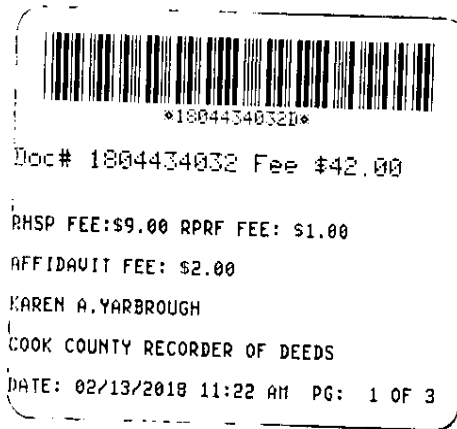 *1804434032D*
Doc# 1804434032 Fee $42.00
RHSP FEE:$9.00 RPRF FEE: $1.00
AFFIDAVIT FEE: $2.00
KAREN A.YARBROUGH
COOK COUNTY RECORDER OF DEEDS
DATE: 02/13/2018 11:22 AM PG: 1 OF 3